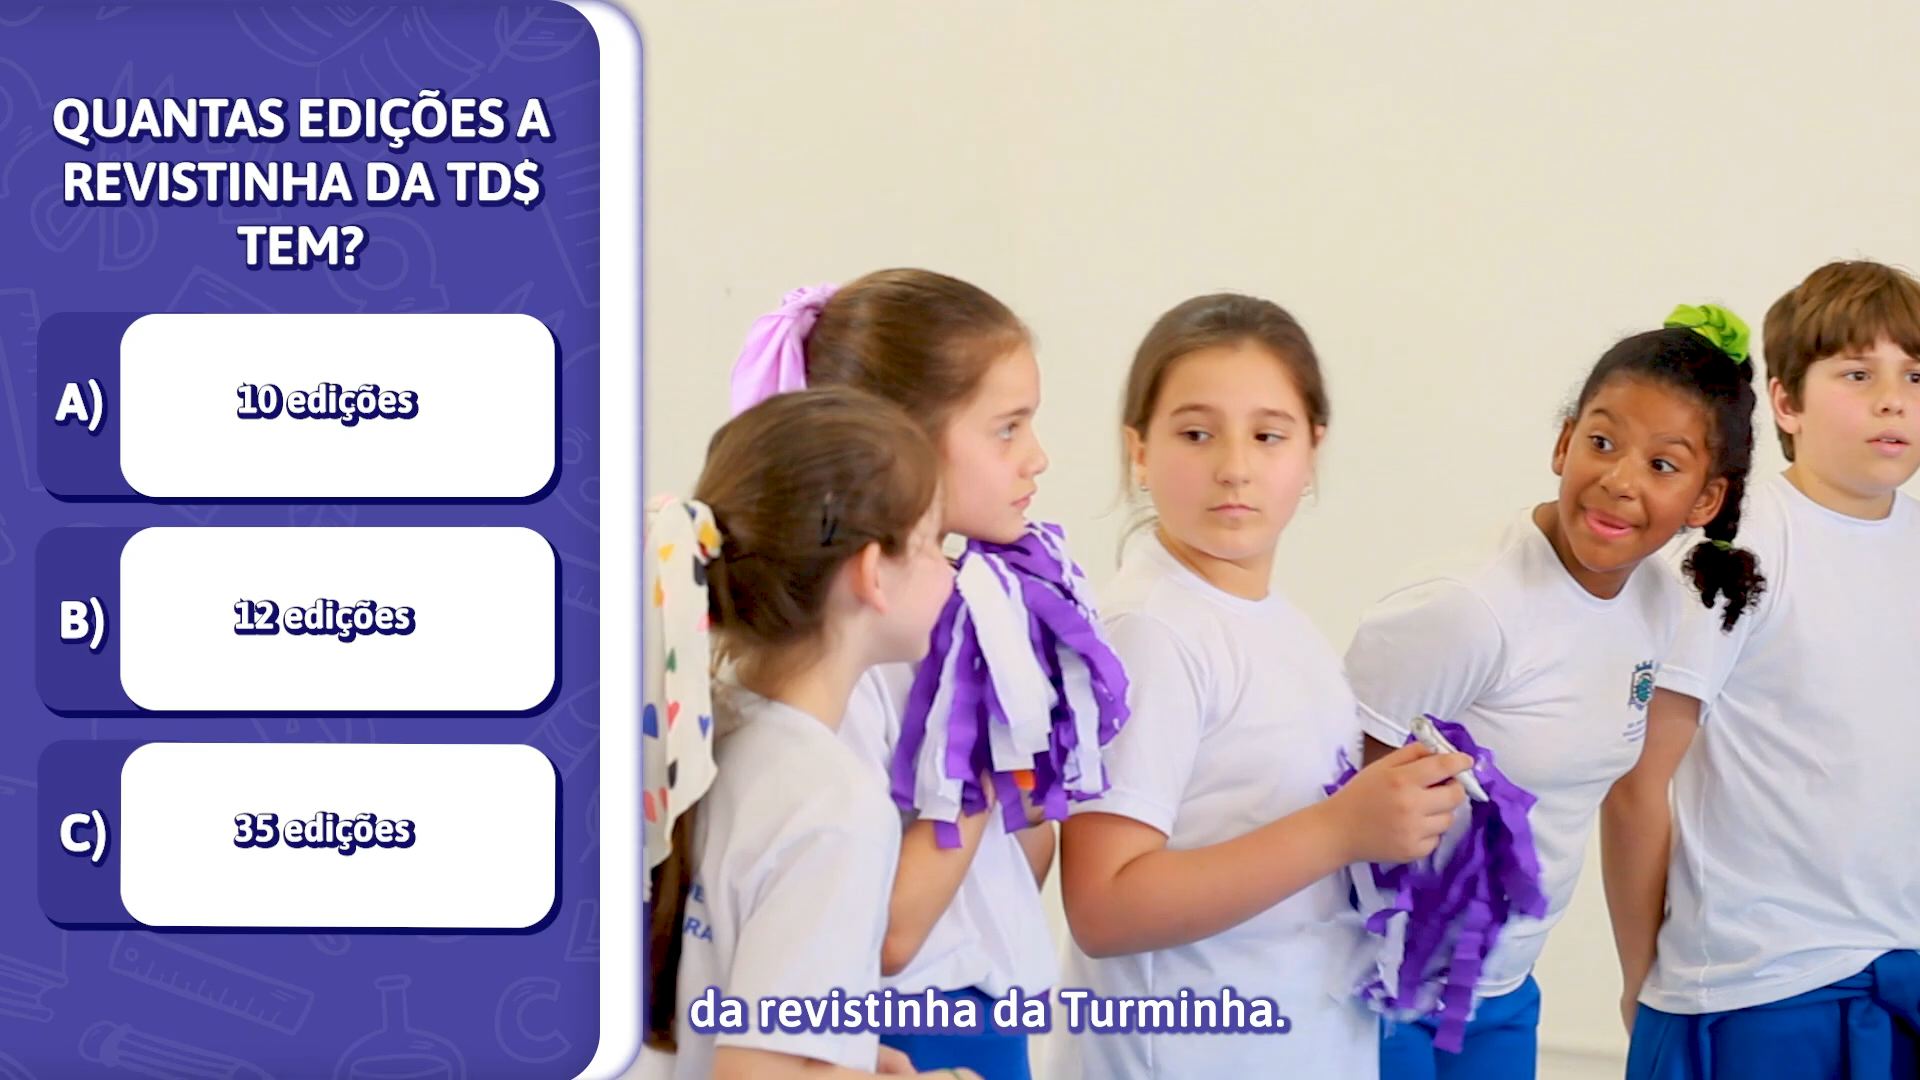 QUANTAS EDIÇÕES A
REVISTINHA DA TD$
TEM?
A)
10 edições
B)
12 edições
C)
35 edições
da revistinha da Turminha.